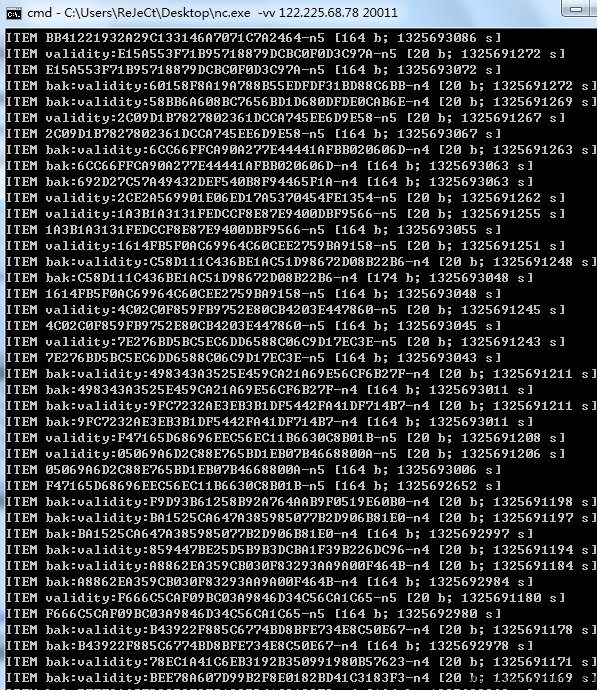 cmd - C:\Users\ReJeCt\Desktop\nc.exe -vv 122.225.68.78 20011
ITEM BB41221932A29C133146A7071C7A2464-n5 [164 b; 1325693086 s]
ITEM validity:E15A553F71B95718879DCBC0F0D3C97A-n5 [20 b; 1325691272 s]
ITEM E15A553F71B95718879DCBC0F0D3C97A-n5 [164 b; 1325693072 s]
ITEM bak:validity:60158F8A19A788B55EDFDF31BD88C6BB-n4 [20 b; 1325691272 s]
ITEM bak:validity:58BB6A608BC7656BD1D680DFDE0CAB6E-n4 [20 b; 1325691269 s]
ITEM validity:2C09D1B7827802361DCCA745EE6D9E58-n5 [20 b; 1325691267 s]
ITEM 2C09D1B7827802361DCCA745EE6D9E58-n5 [164 b; 1325693067 s]
ITEM bak:validity:6CC66FFCA90A277E44441AFBB020606D-n4 [20 b; 1325691263 s]
ITEM bak:6CC66FFCA90A277E44441AFBB020606D-n4 [164 b; 1325693063 s]
ITEM bak:692D27C57A49432DEF540B8F94465F1A-n4 [164 b; 1325693063 s]
ITEM validity:2CE2A569901E06ED17A5370454FE1354-n5 [20 b; 1325691262 s]
ITEM validity:1A3B1A3131FEDCCF8E87E9400DBF9566-n5 [20 b; 1325691255 s]
ITEM 1A3B1A3131FEDCCF8E87E9400DBF9566-n5 [164 b; 1325693055 s]
ITEM validity:1614FB5F0AC69964C60CEE2759BA9158-n5 [20 b; 1325691251 s]
ITEM bak:validity:C58D111C436BE1AC51D98672D08B22B6-n4 [20 b; 1325691248 s]
ITEM bak:C58D111C436BE1AC51D98672D08B22B6-n4 [174 b; 1325693048 s]
ITEM 1614FB5F0AC69964C60CEE2759BA9158-n5 [164 b; 1325693048 s]
ITEM validity:4C02C0F859FB9752E80CB4203E447860-n5 [20 b; 1325691245 s]
ITEM 4C02C0F859FB9752E80CB4203E447860-n5 [164 b; 1325693045 s]
ITEM validity:7E276BD5BC5EC6DD6588C06C9D17EC3E-n5 [20 b; 1325691243 s]
ITEM 7E276BD5BC5EC6DD6588C06C9D17EC3E-n5 [164 b; 1325693043 s]
ITEM bak:validity:498343A3525E459CA21A69E56CF6B27F-n4 [20 b; 1325691211 s]
ITEM bak:498343A3525E459CA21A69E56CF6B27F-n4 [164 b; 1325693011 s]
ITEM bak:validity:9FC7232AE3EB3B1DF5442FA41DF714B7-n4 [20 b; 1325691211 s]
ITEM bak:9FC7232AE3EB3B1DF5442FA41DF714B7-n4 [164 b; 1325693011 s]
ITEM validity:F47165D68696EEC56EC11B6630C8B01B-n5 [20 b; 1325691208 s]
ITEM validity:05069A6D2C88E765BD1EB07B4668800A-n5 [20 b; 1325691206 s]
ITEM 05069A6D2C88E765BD1EB07B4668800A-n5 [164 b; 1325693006 s]
ITEM F47165D68696EEC56EC11B6630C8B01B-n5 [164 b; 1325692652 s]
ITEM bak:validity:F9D93B61258B92A764AAB9F0519E60B0-n4 [20 b; 1325691198 s]
ITEM bak:validity:BA1525CA647A385985077B2D906B81E0-n4 [20 b; 1325691197 s]
ITEM bak:BA1525CA647A385985077B2D906B81E0-n4 [164 b; 1325692997 s]
ITEM bak:validity:859447BE25D5B9B3DCBA1F39B226DC96-n4 [20 b; 1325691194 s]
ITEM bak:validity:A8862EA359CB030F83293AA9A00F464B-n4 [20 b; 1325691184 s]
ITEM bak:A8862EA359CB030F83293AA9A00F464B-n4 [164 b; 1325692984 s]
ITEM validity:F666C5CAF09BC03A9846D34C56CA1C65-n5 [20 b; 1325691180 s]
ITEM F666C5CAF09BC03A9846D34C56CA1C65-n5 [164 b; 1325692980 s]
ITEM bak:validity:B43922F885C6774BD8BFE734E8C50E67-n4 [20 b; 1325691178 s]
ITEM bak:B43922F885C6774BD8BFE734E8C50E67-n4 [164 b; 1325692978 s]
ITEM bak:validity:78EC1A41C6EB3192B350991980B57623-n4 [20 b; 1325691171 s]
ITEM bak:validity:BEE78A607D99B2F8E0182BD41C3183F3-n4 [20 b; 1325691169 s]